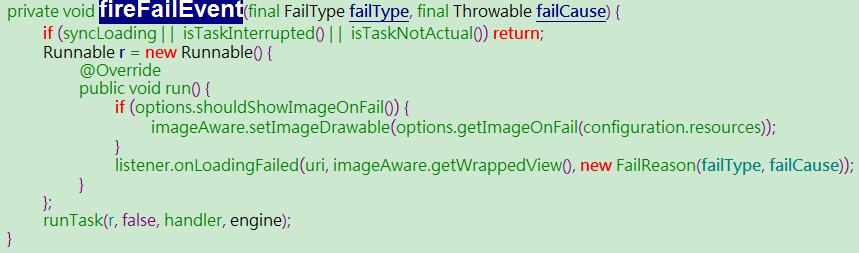 private void fireFailEvent(final FailType failType, final Throwable failCause) {
if (syncLoading || isTaskInterrupted() || isTaskNotActual()) return;
Runnable r = new Runnable() {
@Override
public void run() {
if (options.shouldShowImageOnFail()) {
imageAware.setImageDrawable(options.getImageOnFail(configuration.resources));
}
listener.onLoadingFailed(uri, imageAware.getWrappedView(), new FailReason(failType, failCause));
}
};
runTask(r, false, handler, engine);
}